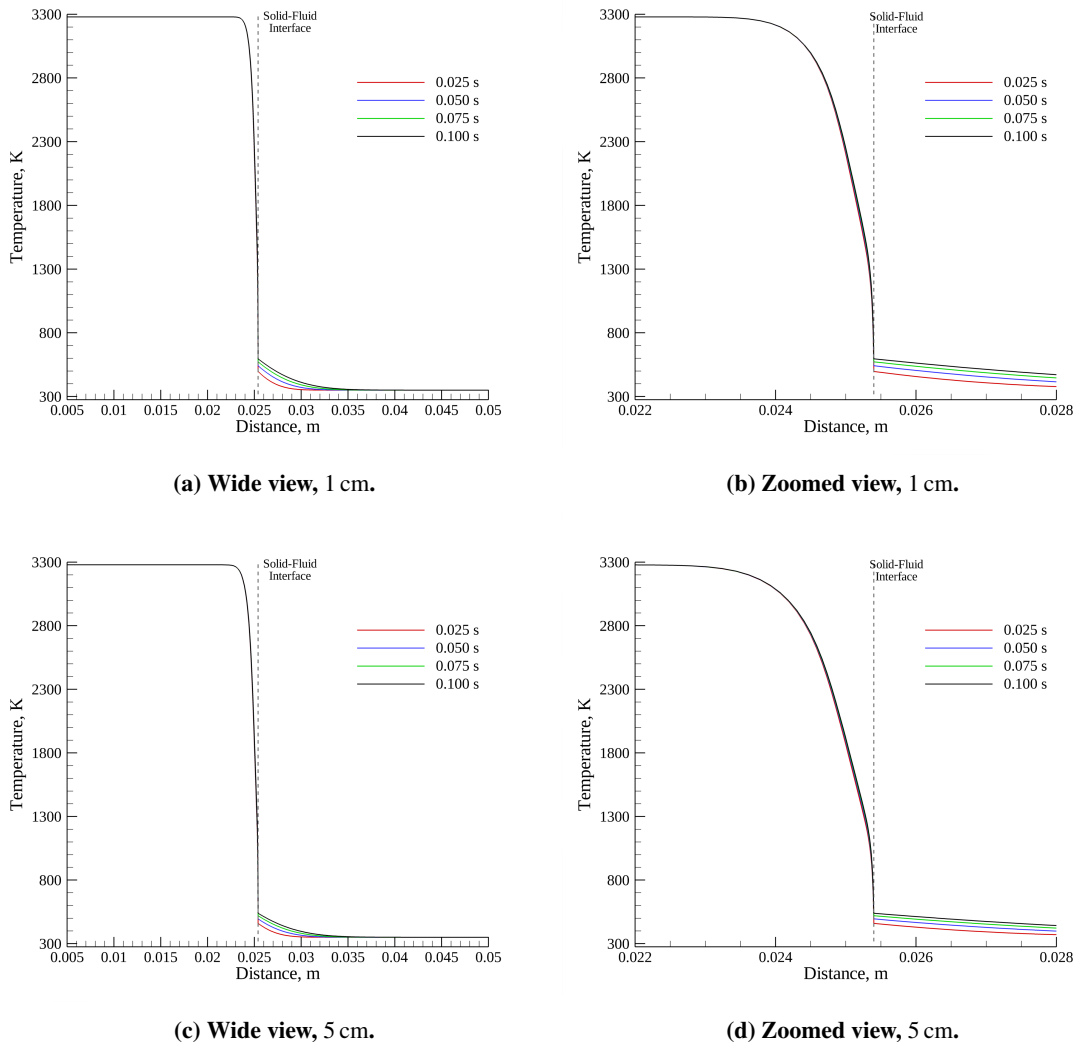 3300
2800
2300
1800
1300
800
300
Temperature, K
0.005 0.01 0.015 0.02 0.025 0.03 0.035 0.04 0.045 0.05
Distance, m
Solid-Fluid
Interface
0.025 s
0.050 s
0.075 s
0.100 s
(a) Wide view, 1 cm.
3300
2800
2300
1800
1300
800
300
Temperature, K
0.022 0.024 0.026 0.028
Distance, m
Solid-Fluid
Interface
0.025 s
0.050 s
0.075 s
0.100 s
(b) Zoomed view, 1 cm.
3300
2800
2300
1800
1300
800
300
Temperature, K
0.005 0.01 0.015 0.02 0.025 0.03 0.035 0.04 0.045 0.05
Distance, m
Solid-Fluid
Interface
0.025 s
0.050 s
0.075 s
0.100 s
(c) Wide view, 5 cm.
3300
2800
2300
1800
1300
800
300
Temperature, K
0.022 0.024 0.026 0.028
Distance, m
Solid-Fluid
Interface
0.025 s
0.050 s
0.075 s
0.100 s
(d) Zoomed view, 5 cm.